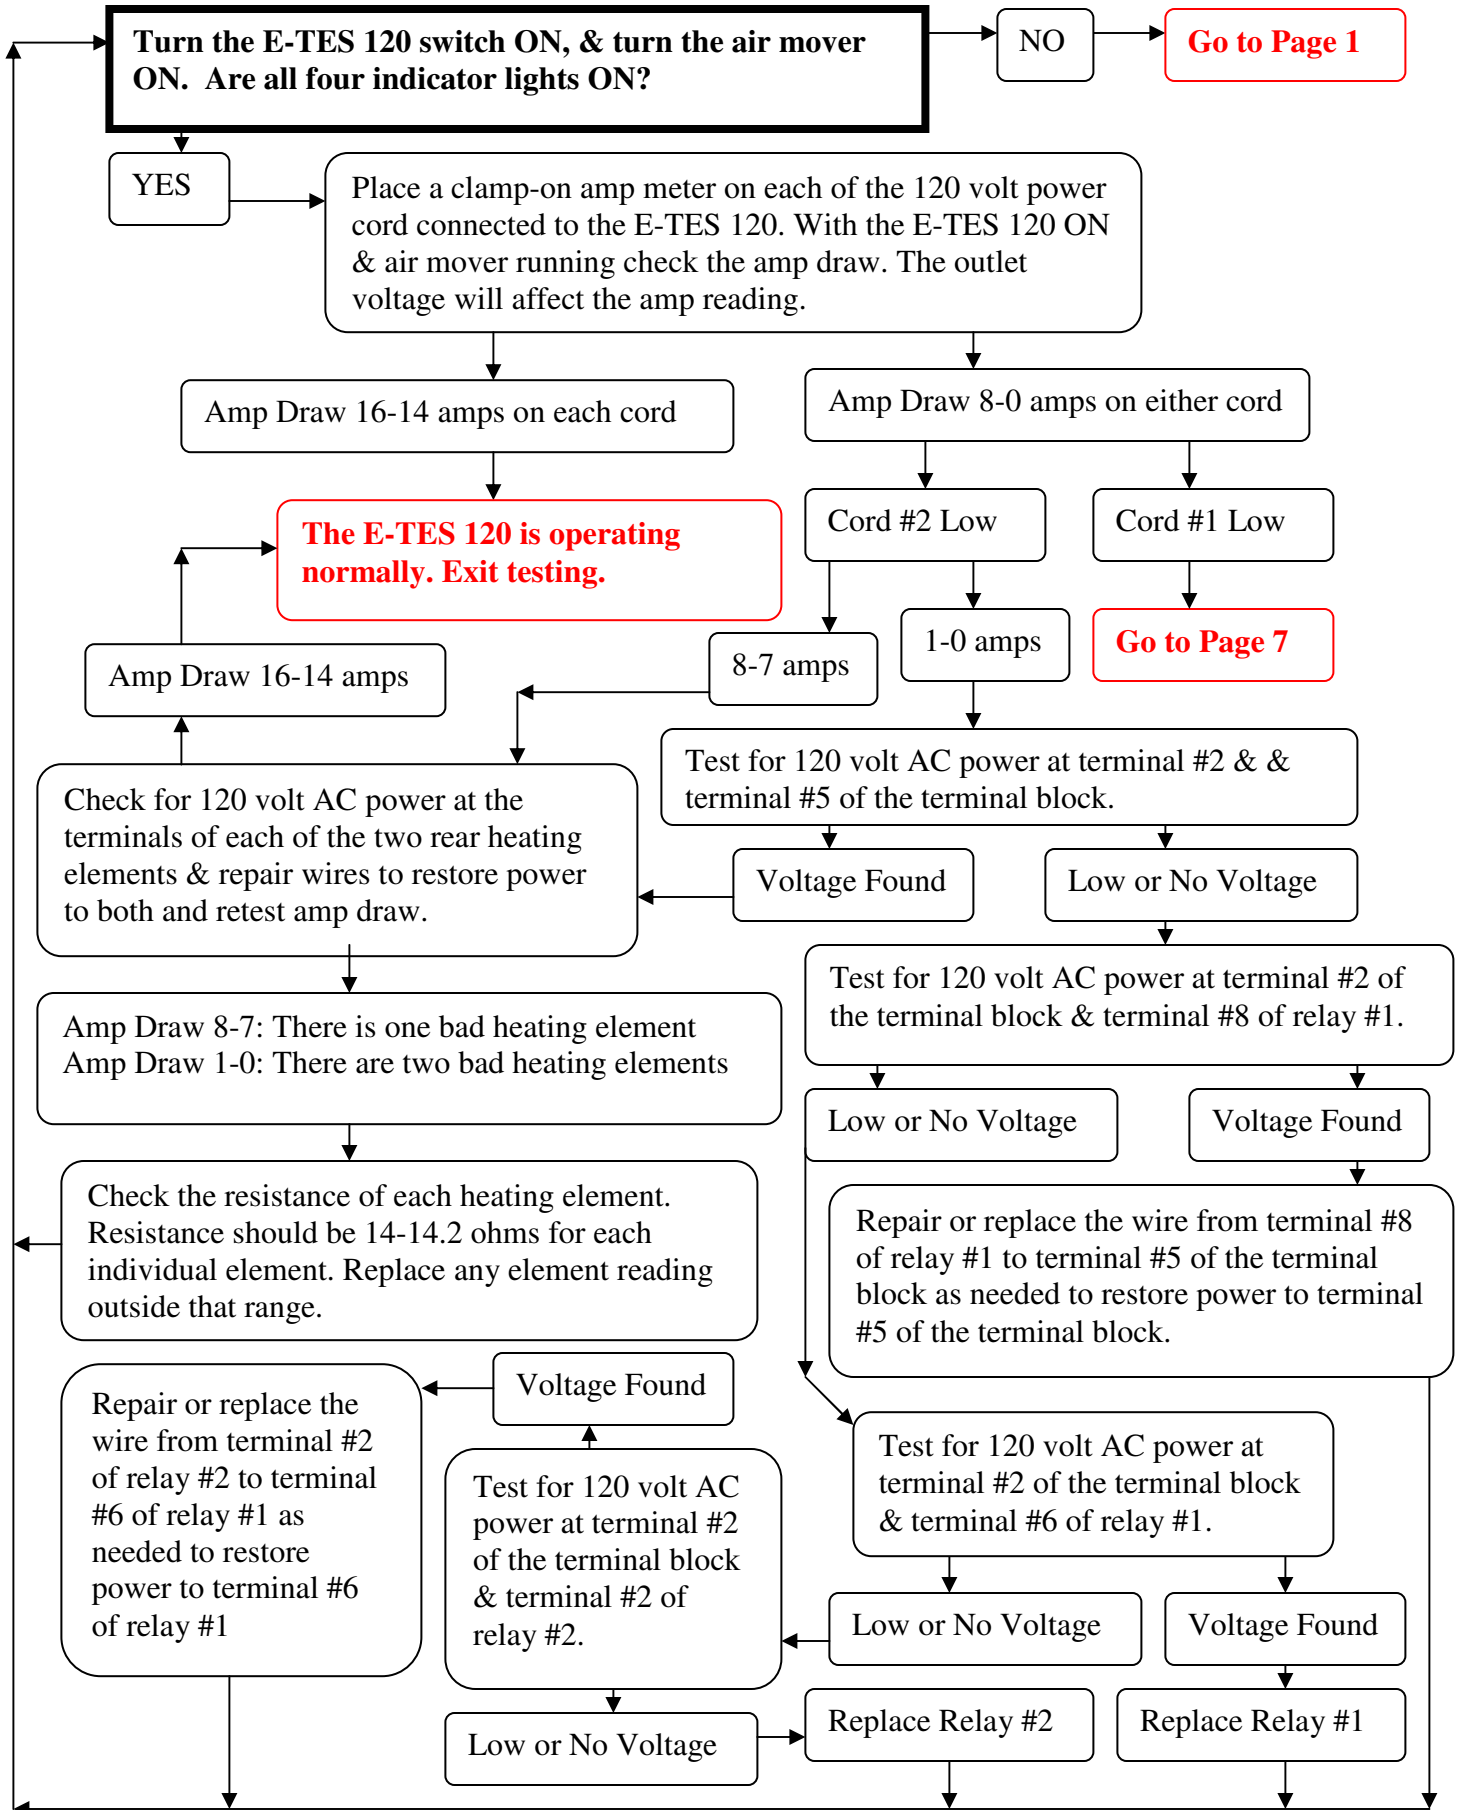 Turn the E-TES 120 switch ON, & turn the air mover
ON.  Are all four indicator lights ON?
NO
Go to Page 1
YES
Place a clamp-on amp meter on each of the 120 volt power
cord connected to the E-TES 120. With the E-TES 120 ON
& air mover running check the amp draw. The outlet
voltage will affect the amp reading.
Amp Draw 16-14 amps on each cord
Amp Draw 8-0 amps on either cord
Cord #2 Low
Cord #1 Low
The E-TES 120 is operating
normally. Exit testing.
8-7 amps
1-0 amps
Go to Page 7
Amp Draw 16-14 amps
Test for 120 volt AC power at terminal #2 & &
terminal #5 of the terminal block.
Check for 120 volt AC power at the
terminals of each of the two rear heating
elements & repair wires to restore power
to both and retest amp draw.
Voltage Found
Low or No Voltage
Test for 120 volt AC power at terminal #2 of
the terminal block & terminal #8 of relay #1.
Amp Draw 8-7: There is one bad heating element
Amp Draw 1-0: There are two bad heating elements
Low or No Voltage
Voltage Found
Check the resistance of each heating element.
Resistance should be 14-14.2 ohms for each
individual element. Replace any element reading
outside that range.
Repair or replace the wire from terminal #8
of relay #1 to terminal #5 of the terminal
block as needed to restore power to terminal
#5 of the terminal block.
Repair or replace the
wire from terminal #2
of relay #2 to terminal
#6 of relay #1 as
needed to restore
power to terminal #6
of relay #1
Voltage Found
Test for 120 volt AC
power at terminal #2
of the terminal block
& terminal #2 of
relay #2.
Test for 120 volt AC power at
terminal #2 of the terminal block
& terminal #6 of relay #1.
Low or No Voltage
Voltage Found
Low or No Voltage
Replace Relay #2
Replace Relay #1